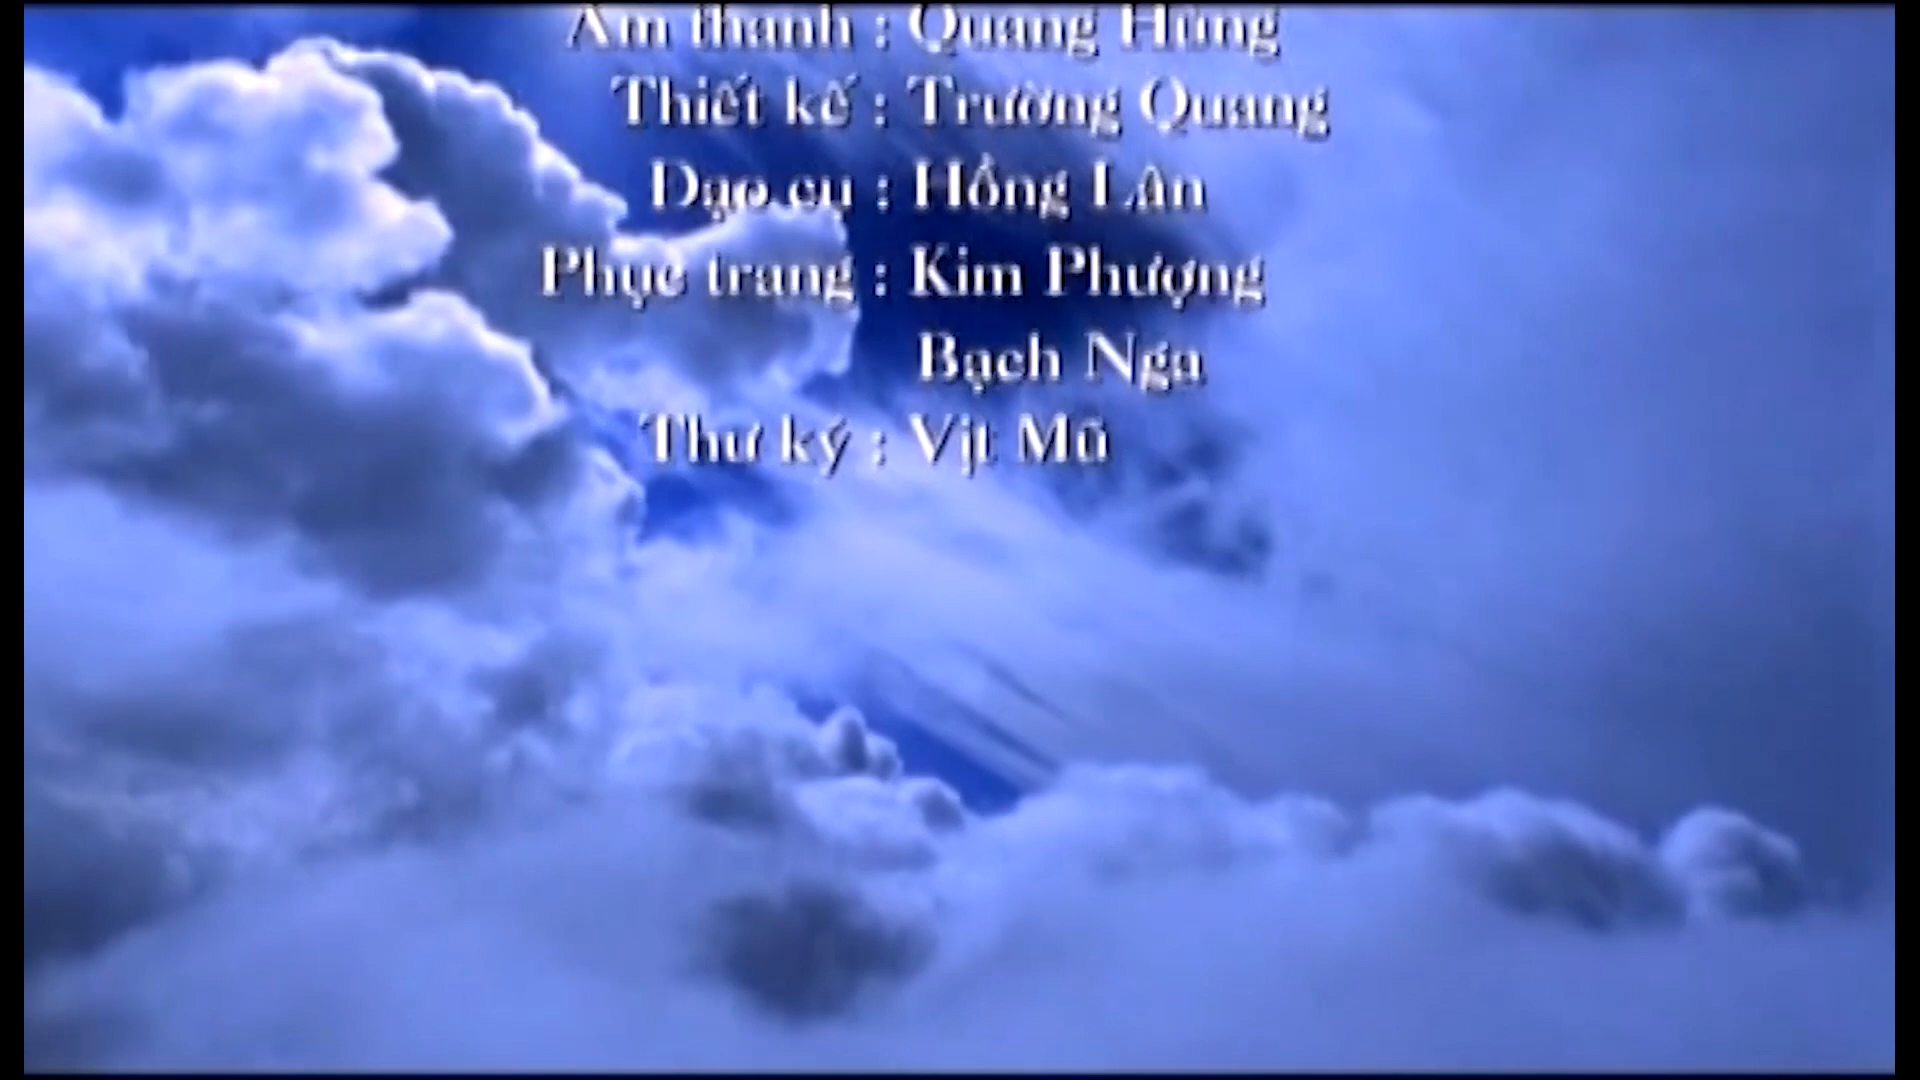 Âm thanh : Quang Hùng
Thiết kế : Trường Quang
Đạo cụ : Hồng Lân
Phục trang : Kim Phượng
Bạch Nga
Thư ký : Vịt Mũ